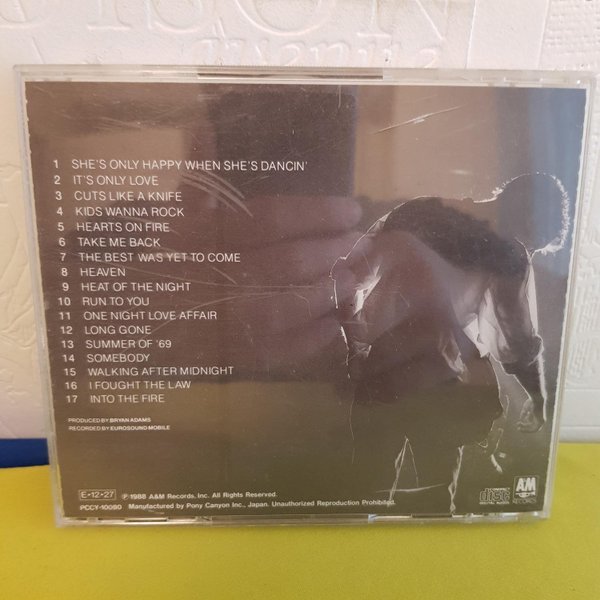 1 SHE'S ONLY HAPPY WHEN SHE'S DANCIN'
2 IT'S ONLY LOVE
3 CUTS LIKE A KNIFE
4 KIDS WANNA ROCK
5 HEARTS ON FIRE
6 TAKE ME BACK
7 THE BEST WAS YET TO COME
8 HEAVEN
9 HEAT OF THE NIGHT
10 RUN TO YOU
11 ONE NIGHT LOVE AFFAIR
12 LONG GONE
13 SUMMER OF '69
14 SOMEBODY
15 WALKING AFTER MIDNIGHT
16 I FOUGHT THE LAW
17 INTO THE FIRE
PRODUCED BY:BRYAN ADAMS
RECORDED BY:EUROSOUND MOBILE
E•12•27
℗ 1988 A&M Records, Inc. All Rights Reserved.
PCCY-10080
Manufactured by Pony Canyon Inc., Japan. Unauthorized Reproduction Prohibited.
COMPACT
disc
DIGITAL AUDIO
A&M
RECORDS